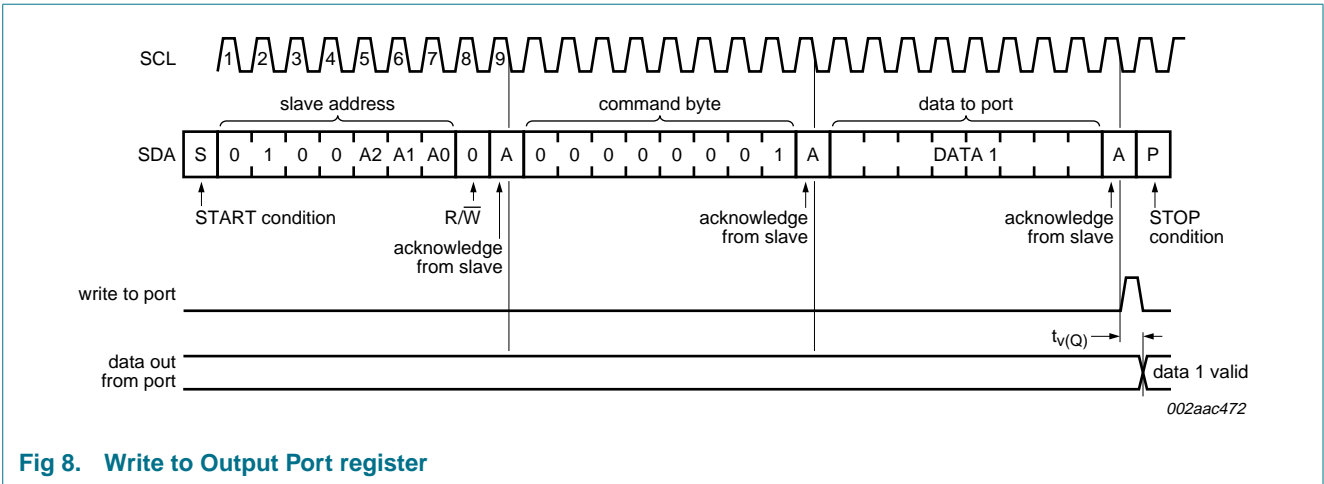 SCL 1 2 3 4 5 6 7 8 9
slave address command byte data to port
SDA S 0 1 0 0 A2 A1 A0 0 A 0 0 0 0 0 0 0 1 A DATA 1 A P
START condition R/W̅ acknowledge from slave acknowledge from slave acknowledge from slave STOP condition
write to port
tv(Q)
data out from port
data 1 valid
002aac472
Fig 8. Write to Output Port register